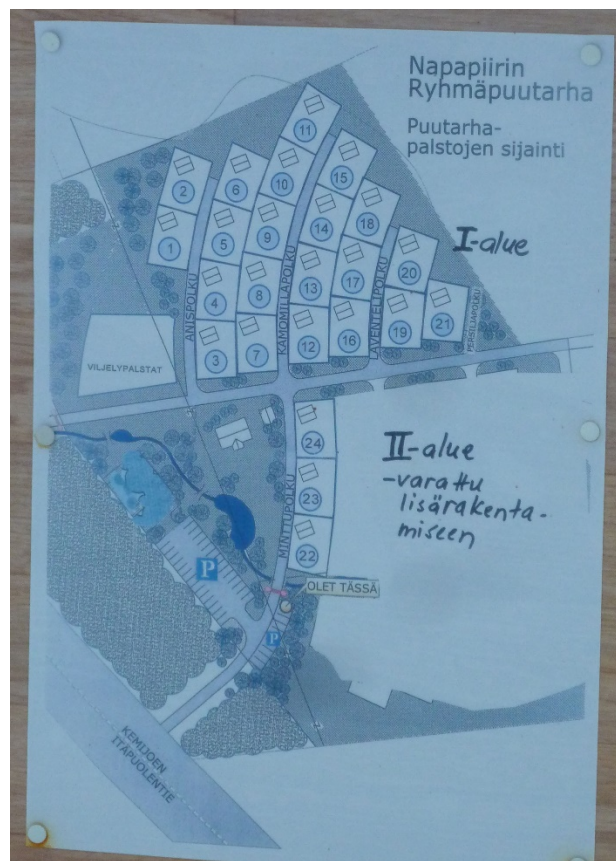 Napapiirin
Ryhmäpuutarha
Puutarha-
palstojen sijainti
I-alue
11
2
6
10
15
1
5
9
14
18
20
4
8
13
17
3
7
12
16
19
21
ANISPOLKU
KAMOMILLAPOLKU
LAVENTELIPOLKU
PERSILJAPOLKU
VILJELYPALSTAT
24
23
22
MINTTUPOLKU
II-alue
-varattu
lisärakenta-
miseen
P
OLET TÄSSÄ
P
KEMIJOEN
ITÄPUOLENTIE